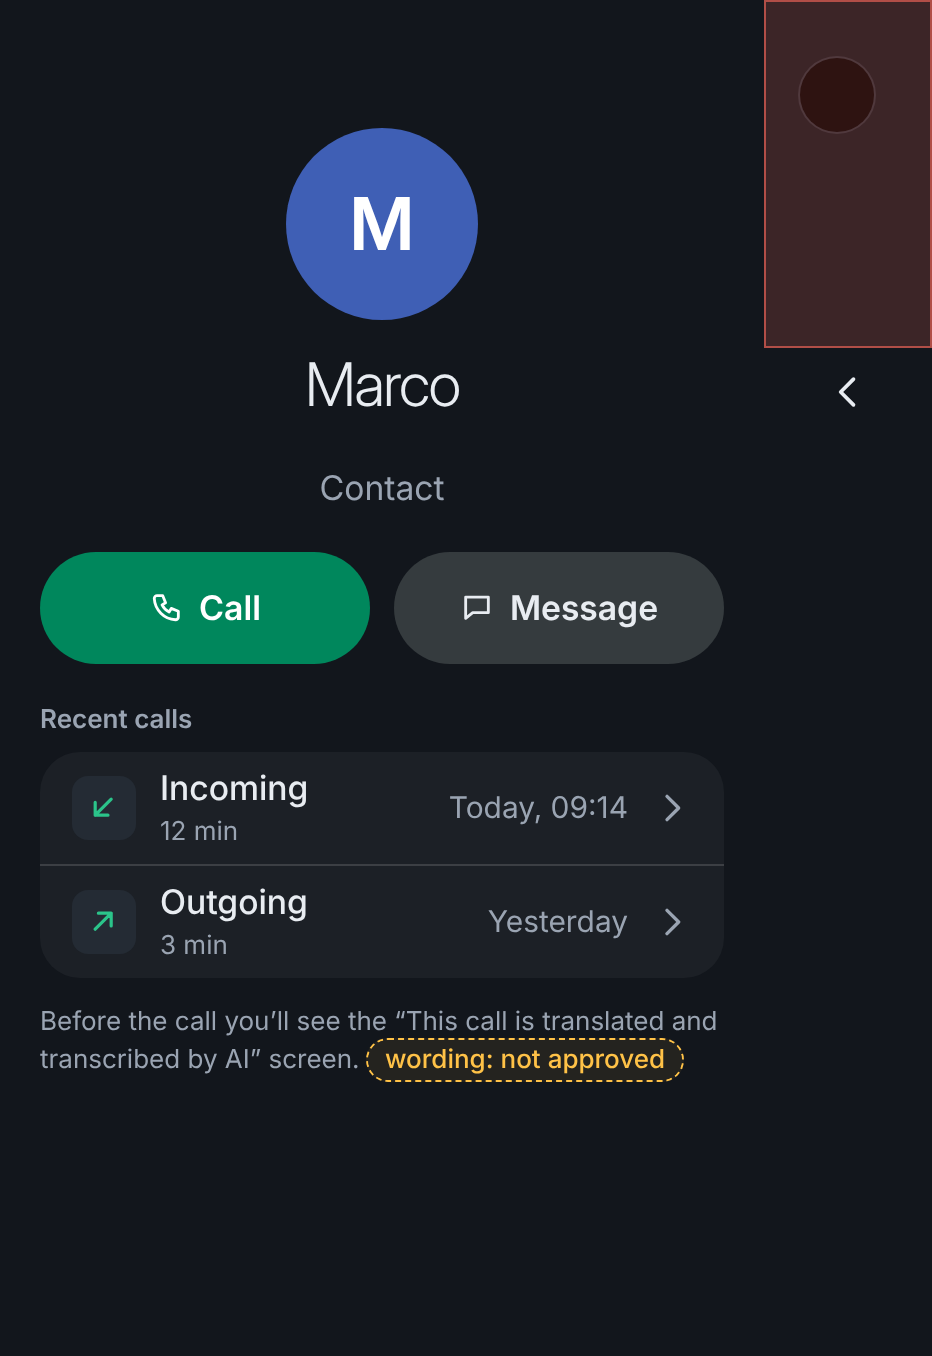 M
Marco
Contact
Call
Message
Recent calls
Incoming
12 min
Today, 09:14
Outgoing
3 min
Yesterday
Before the call you’ll see the “This call is translated and
transcribed by AI” screen. wording: not approved